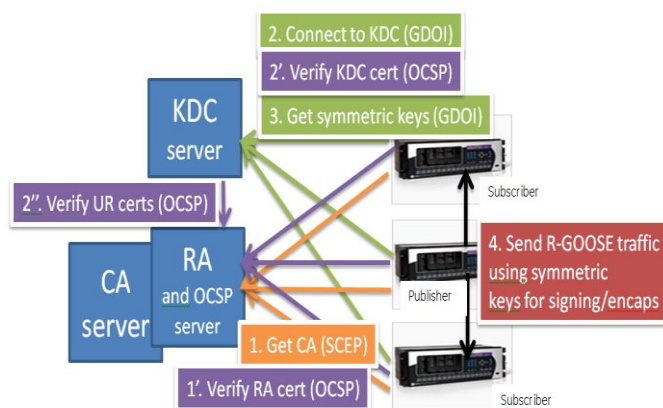 2. Connect to KDC (GDOI)
2'. Verify KDC cert (OCSP)
3. Get symmetric keys (GDOI)
KDC
server
Subscriber
2''. Verify UR certs (OCSP)
CA
server
RA
and OCSP
server
Publisher
4. Send R-GOOSE traffic
using symmetric
keys for signing/encaps
1. Get CA (SCEP)
1'. Verify RA cert (OCSP)
Subscriber